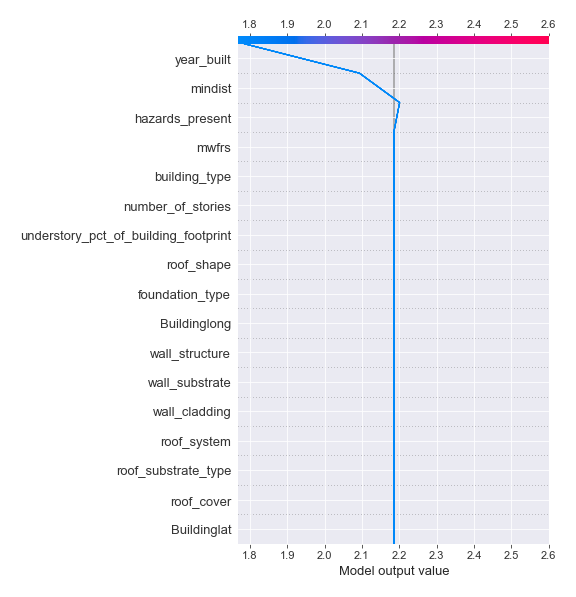 1.8 1.9 2.0 2.1 2.2 2.3 2.4 2.5 2.6
year_built
mindist
hazards_present
mwfrs
building_type
number_of_stories
understory_pct_of_building_footprint
roof_shape
foundation_type
Buildinglong
wall_structure
wall_substrate
wall_cladding
roof_system
roof_substrate_type
roof_cover
Buildinglat
1.8 1.9 2.0 2.1 2.2 2.3 2.4 2.5 2.6
Model output value